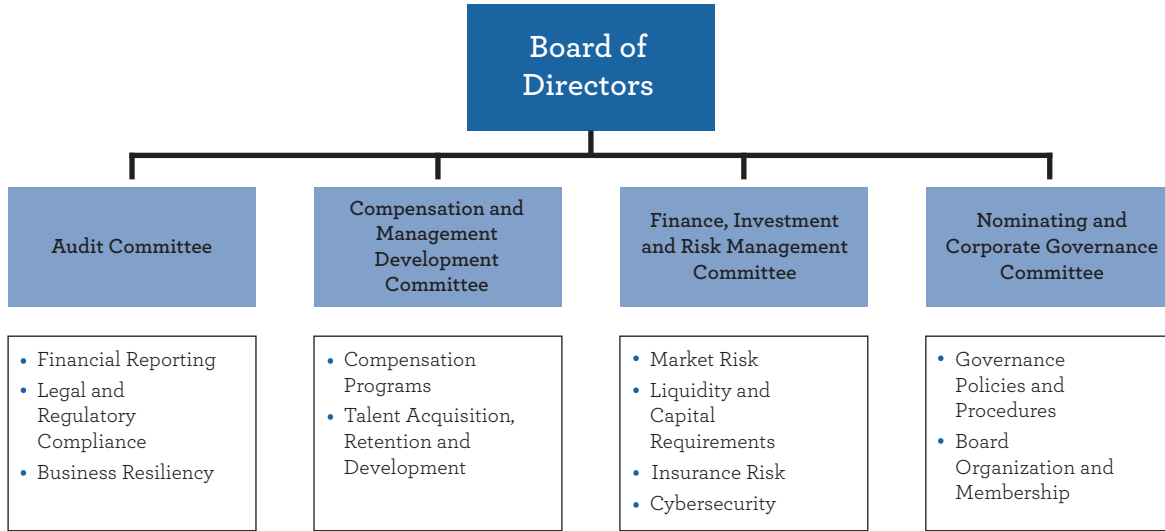 Board of
Directors
Audit Committee
Compensation and
Management
Development
Committee
Finance, Investment
and Risk Management
Committee
Nominating and
Corporate Governance
Committee
• Financial Reporting
• Legal and
Regulatory
Compliance
• Business Resiliency
• Compensation
Programs
• Talent Acquisition,
Retention and
Development
• Market Risk
• Liquidity and
Capital
Requirements
• Insurance Risk
• Cybersecurity
• Governance
Policies and
Procedures
• Board
Organization and
Membership